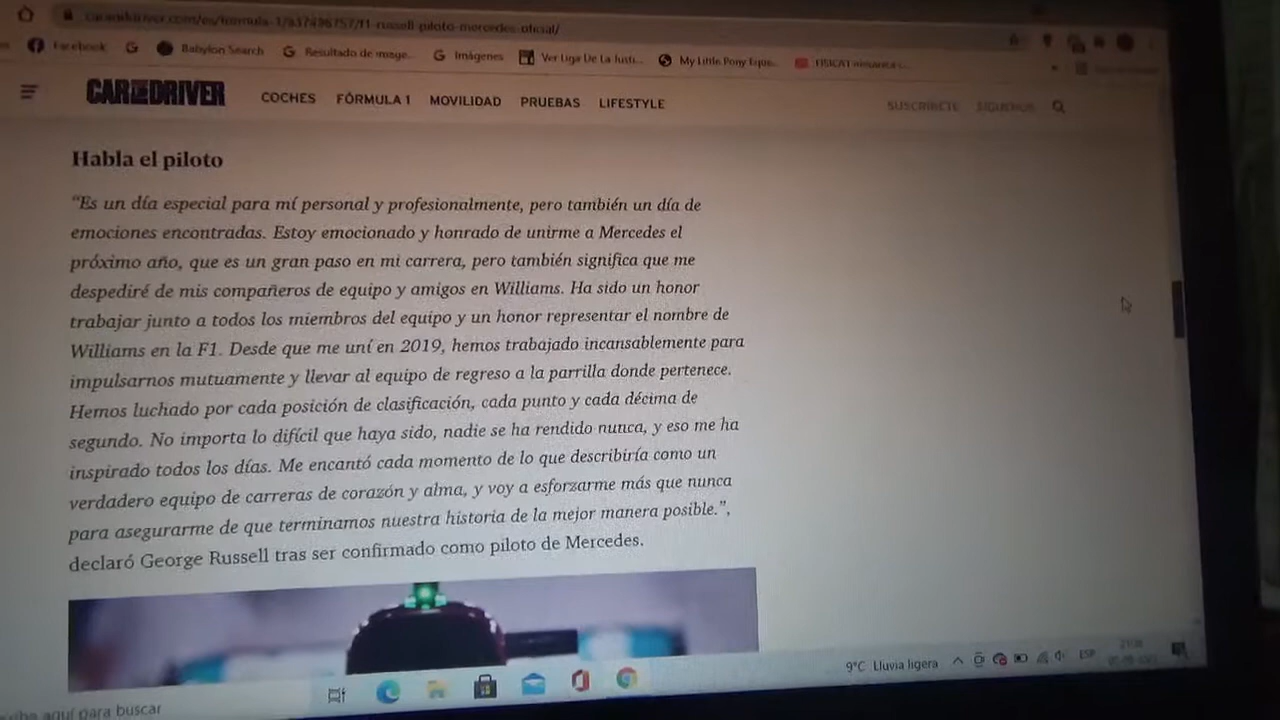 caranddriver.com/es/formula-1/a37498757/f1-russell-piloto-mercedes-oficial/
Facebook Babylon Search Resultado de image... Imágenes Ver Liga De La Justi... My Little Pony Eque...
CAR AND DRIVER COCHES FÓRMULA 1 MOVILIDAD PRUEBAS LIFESTYLE SUSCRÍBETE SÍGUENOS
Habla el piloto
“Es un día especial para mí personal y profesionalmente, pero también un día de
emociones encontradas. Estoy emocionado y honrado de unirme a Mercedes el
próximo año, que es un gran paso en mi carrera, pero también significa que me
despediré de mis compañeros de equipo y amigos en Williams. Ha sido un honor
trabajar junto a todos los miembros del equipo y un honor representar el nombre de
Williams en la F1. Desde que me uní en 2019, hemos trabajado incansablemente para
impulsarnos mutuamente y llevar al equipo de regreso a la parrilla donde pertenece.
Hemos luchado por cada posición de clasificación, cada punto y cada décima de
segundo. No importa lo difícil que haya sido, nadie se ha rendido nunca, y eso me ha
inspirado todos los días. Me encantó cada momento de lo que describiría como un
verdadero equipo de carreras de corazón y alma, y voy a esforzarme más que nunca
para asegurarme de que terminamos nuestra historia de la mejor manera posible.”,
declaró George Russell tras ser confirmado como piloto de Mercedes.
9°C Lluvia ligera ESP
aquí para buscar